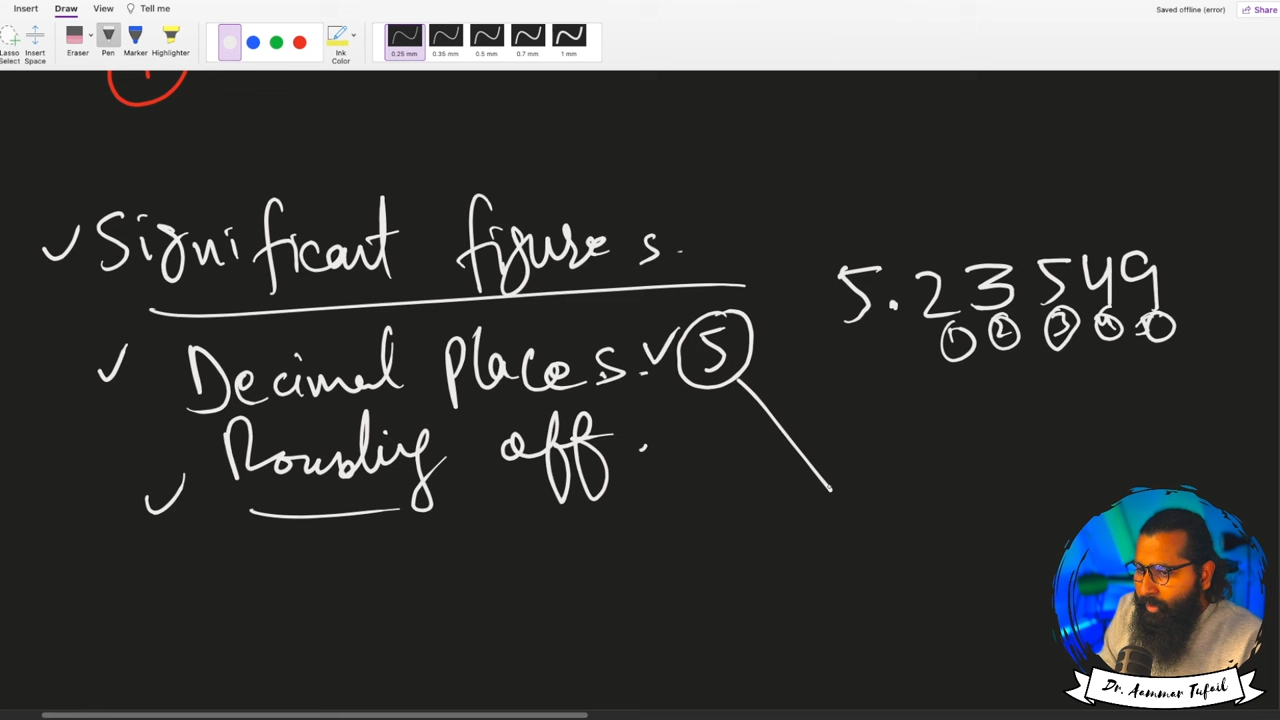 Insert Draw View Tell me
Saved offline (error) Share
Lasso Select Insert Space Eraser Pen Marker Highlighter Ink Color 0.25 mm 0.35 mm 0.5 mm 0.7 mm 1 mm
Significant figures.
5.23549
1 2 3 4 5
Decimal places. 5
Rounding off.
Dr. Aammar Tufail